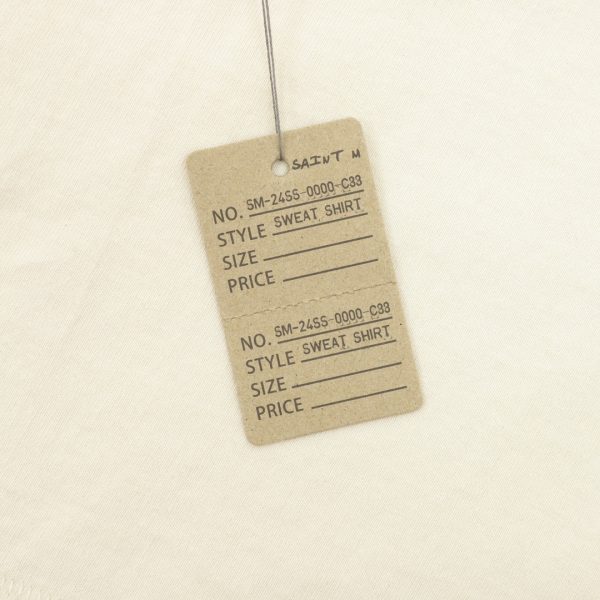 SAINT M
NO. SM-24SS-0000-C33
STYLE SWEAT SHIRT
SIZE
PRICE
NO. SM-24SS-0000-C33
STYLE SWEAT SHIRT
SIZE
PRICE